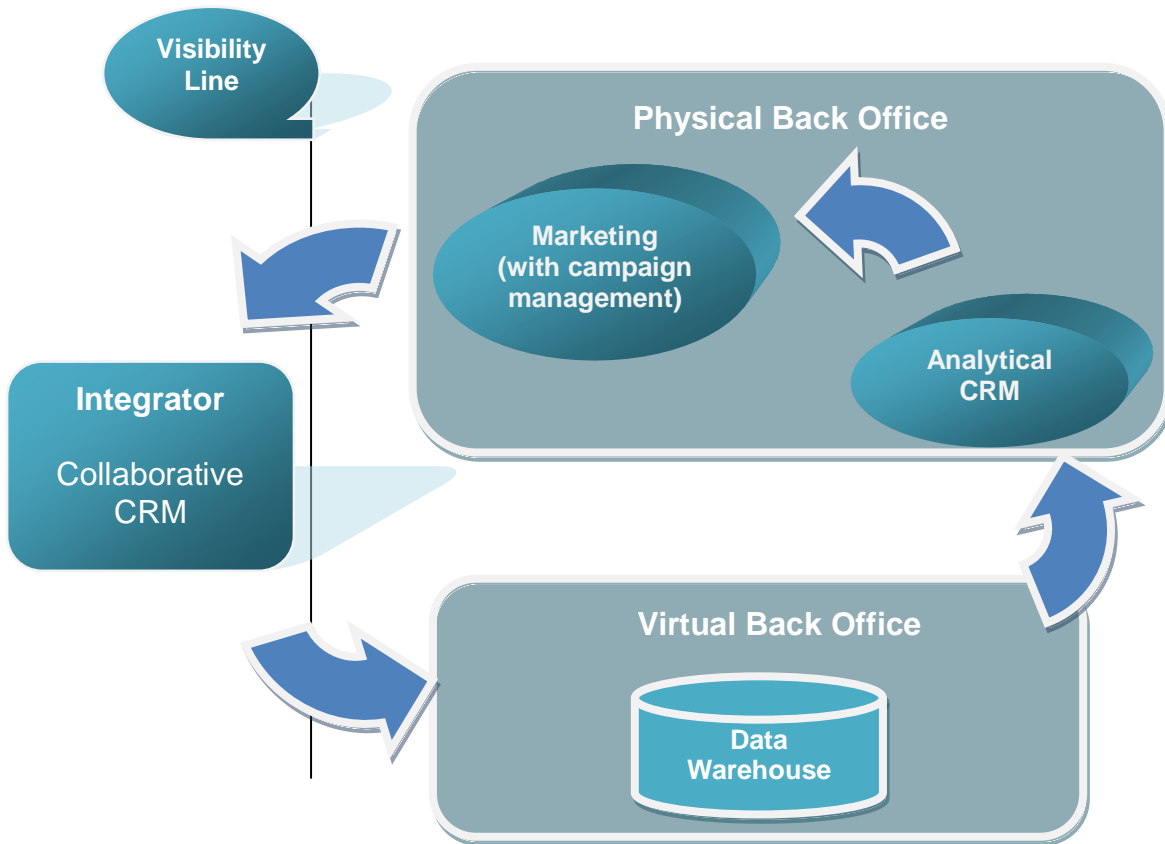 Visibility
Line
Physical Back Office
Marketing
(with campaign
management)
Analytical
CRM
Integrator
Collaborative
CRM
Virtual Back Office
Data
Warehouse